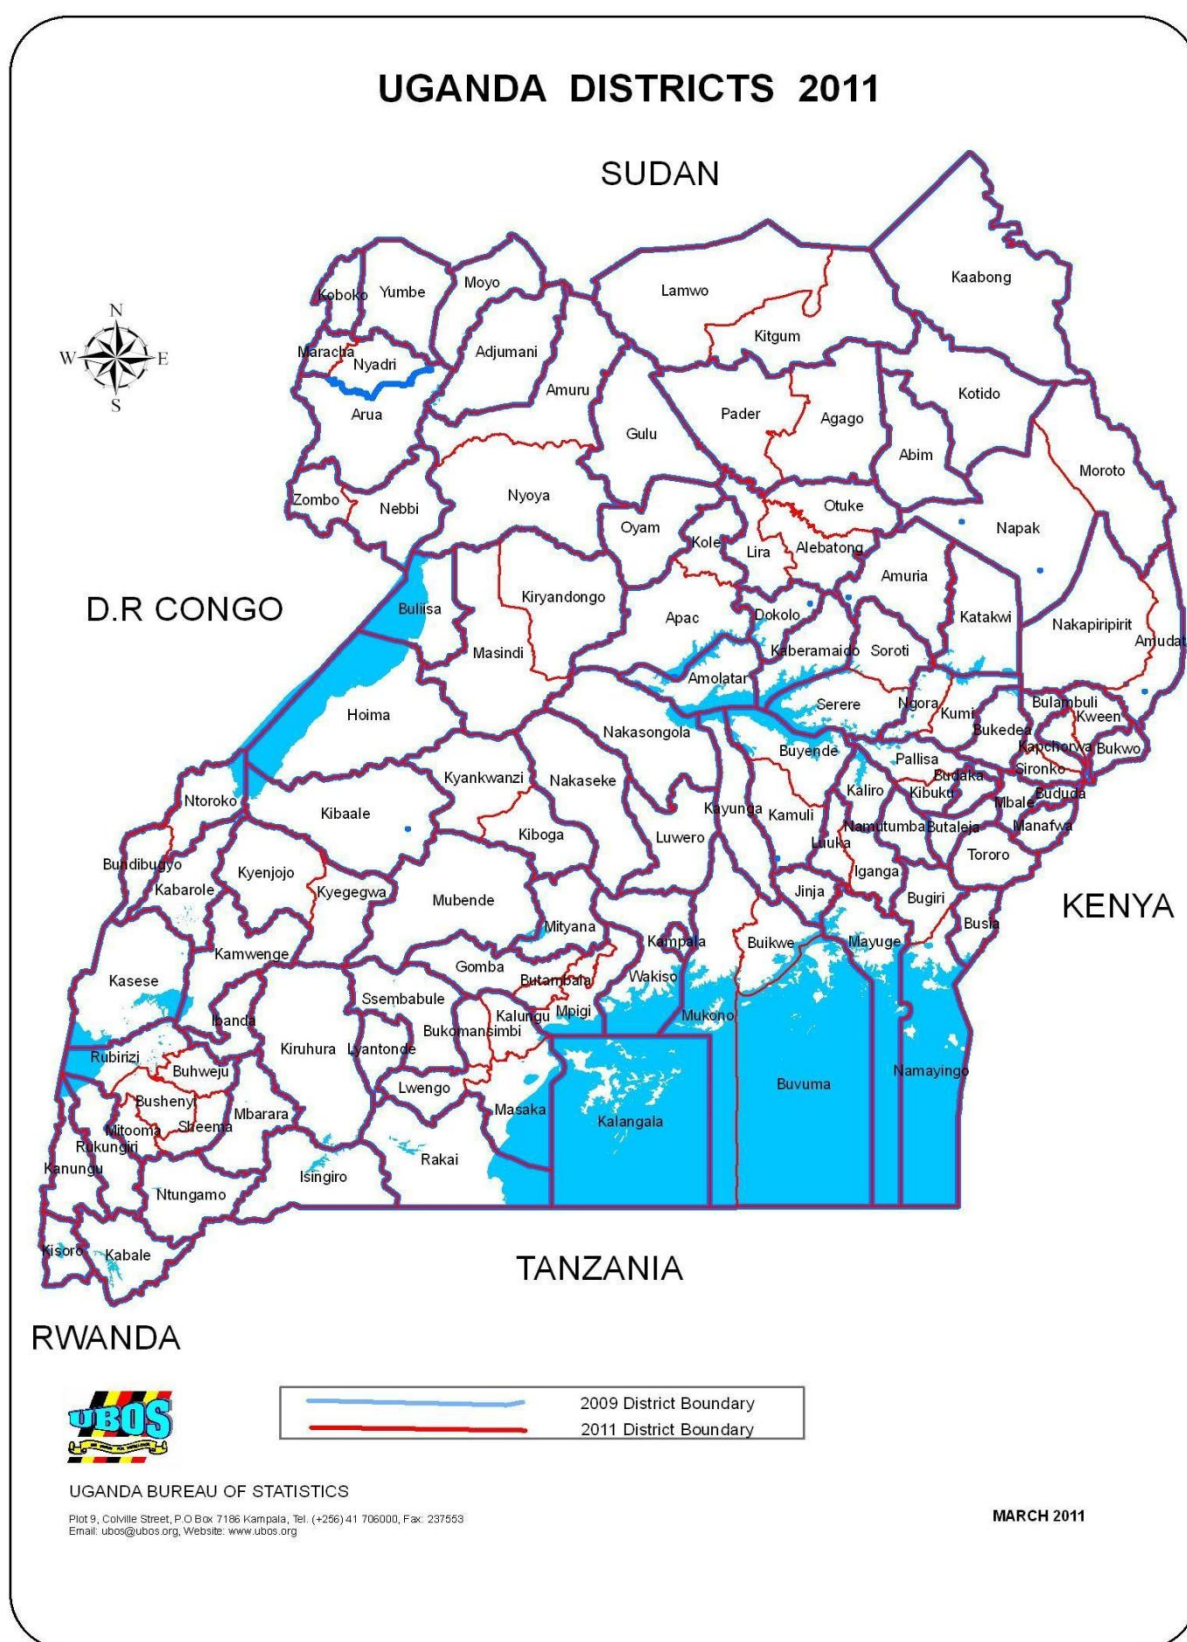 UGANDA DISTRICTS 2011
SUDAN
Kaabong
Koboko
Yumbe
Moyo
Lamwo
Kitgum
N
W
E
S
Maracha
Nyadri
Adjumani
Amuru
Arua
Kotido
Pader
Agago
Gulu
Abim
Moroto
Zombo
Nebbi
Nyoya
Otuke
Oyam
Kole
Lira
Alebatong
Napak
D.R CONGO
Buliisa
Kiryandongo
Apac
Dokolo
Amuria
Katakwi
Nakapiripirit
Amudat
Masindi
Kaberamaido
Soroti
Amolatar
Hoima
Serere
Ngora
Kumi
Bulambuli
Kween
Bukedea
Nakasongola
Buyende
Kapchorwa
Bukwo
Pallisa
Sironko
Kyankwanzi
Nakaseke
Budaka
Kibuku
Bududa
Mbale
Ntoroko
Kibaale
Kayunga
Kamuli
Kaliro
Namutumba
Butaleja
Manafwa
Kiboga
Luwero
Luuka
Tororo
Bundibugyo
Kyenjojo
Kabarole
Kyegegwa
Mubende
Iganga
Jinja
Bugiri
KENYA
Mityana
Busia
Kamwenge
Kampala
Buikwe
Mayuge
Gomba
Butambala
Wakiso
Kasese
Ssembabule
Ibanda
Kalungu
Mpigi
Mukono
Bukomansimbi
Kiruhura
Lyantonde
Rubirizi
Buhweju
Namayingo
Lwengo
Buvuma
Bushenyi
Mbarara
Masaka
Kalangala
Mitooma
Sheema
Rukungiri
Kanungu
Rakai
Isingiro
Ntungamo
Kisoro
Kabale
TANZANIA
RWANDA
UBOS
2009 District Boundary
2011 District Boundary
UGANDA BUREAU OF STATISTICS
Plot 9, Colville Street, P.O Box 7186 Kampala, Tel. (+256) 41 706000, Fax: 237553
Email: ubos@ubos.org, Website: www.ubos.org
MARCH 2011